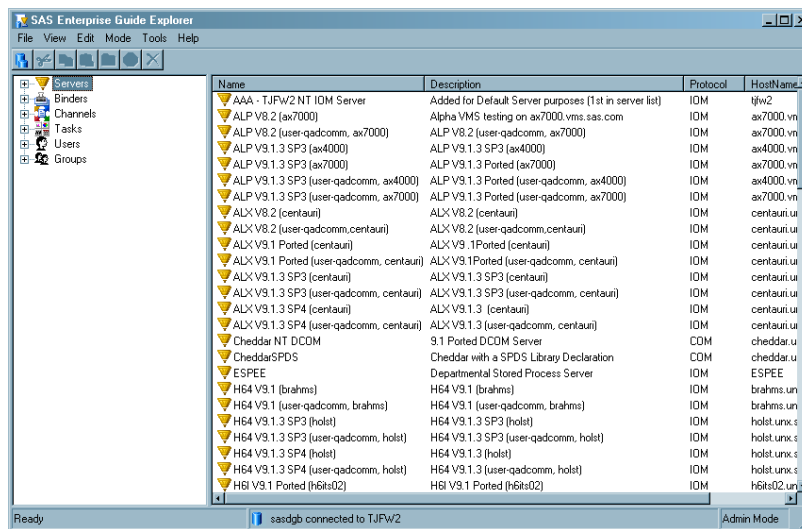 SAS Enterprise Guide Explorer
File View Edit Mode Tools Help
Servers
Binders
Channels
Tasks
Users
Groups
Name Description Protocol HostName
AAA - TJFW2 NT IOM Server Added for Default Server purposes (1st in server list) IOM tjfw2
ALP V8.2 (ax7000) Alpha VMS testing on ax7000.vms.sas.com IOM ax7000.vn
ALP V8.2 (user-qadcomm, ax7000) ALP V8.2 (user-qadcomm, ax7000) IOM ax7000.vn
ALP V9.1.3 SP3 (ax4000) ALP V9.1.3 SP3 (ax4000) IOM ax4000.vn
ALP V9.1.3 SP3 (ax7000) ALP V9.1.3 Ported (ax7000) IOM ax7000.vn
ALP V9.1.3 SP3 (user-qadcomm, ax4000) ALP V9.1.3 Ported (user-qadcomm, ax4000) IOM ax4000.vn
ALP V9.1.3 SP3 (user-qadcomm, ax7000) ALP V9.1.3 Ported (user-qadcomm, ax7000) IOM ax7000.vn
ALX V8.2 (centauri) ALX V8.2 (centauri) IOM centauri.ur
ALX V8.2 (user-qadcomm,centauri) ALX V8.2 (user-qadcomm,centauri) IOM centauri.ur
ALX V9.1 Ported (centauri) ALX V9 .1Ported (centauri) IOM centauri.ur
ALX V9.1 Ported (user-qadcomm, centauri) ALX V9.1Ported (user-qadcomm, centauri) IOM centauri.ur
ALX V9.1.3 SP3 (centauri) ALX V9.1.3 SP3 (centauri) IOM centauri.ur
ALX V9.1.3 SP3 (user-qadcomm, centauri) ALX V9.1.3 SP3 (user-qadcomm, centauri) IOM centauri.ur
ALX V9.1.3 SP4 (centauri) ALX V9.1.3 (centauri) IOM centauri.ur
ALX V9.1.3 SP4 (user-qadcomm, centauri) ALX V9.1.3 (user-qadcomm, centauri) IOM centauri.ur
Cheddar NT DCOM 9.1 Ported DCOM Server COM cheddar.u
CheddarSPDS Cheddar with a SPDS Library Declaration COM cheddar.u
ESPEE Departmental Stored Process Server IOM ESPEE
H64 V9.1 (brahms) H64 V9.1 (brahms) IOM brahms.un
H64 V9.1 (user-qadcomm, brahms) H64 V9.1 (user-qadcomm, brahms) IOM brahms.un
H64 V9.1.3 SP3 (holst) H64 V9.1.3 SP3 (holst) IOM holst.unx.s
H64 V9.1.3 SP3 (user-qadcomm, holst) H64 V9.1.3 SP3 (user-qadcomm, holst) IOM holst.unx.s
H64 V9.1.3 SP4 (holst) H64 V9.1.3 (holst) IOM holst.unx.s
H64 V9.1.3 SP4 (user-qadcomm, holst) H64 V9.1.3 (user-qadcomm, holst) IOM holst.unx.s
H6I V9.1 Ported (h6its02) H6I V9.1 Ported (h6its02) IOM h6its02.un
Ready sasdgb connected to TJFW2 Admin Mode